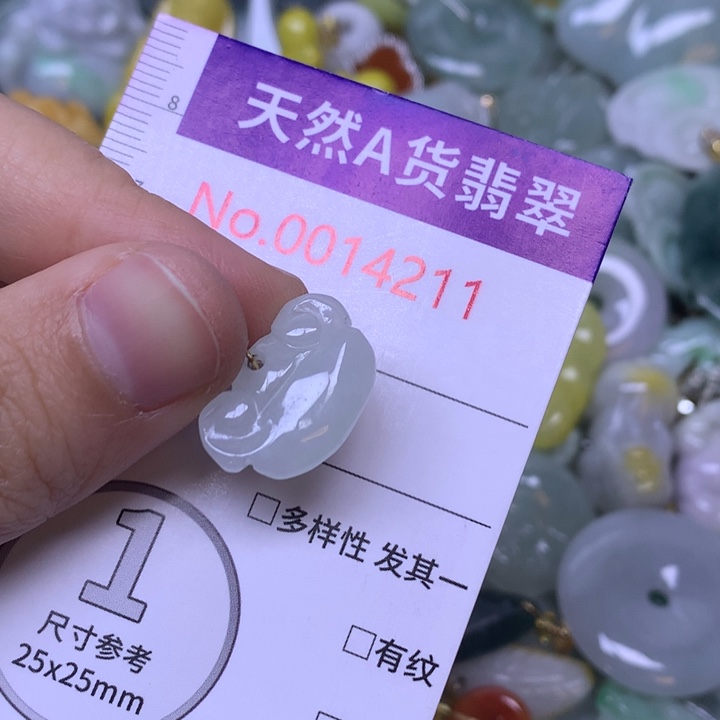 8
天然A货翡翠
No.0014211
□多样性 发其一
□有纹
1
尺寸参考
25x25mm